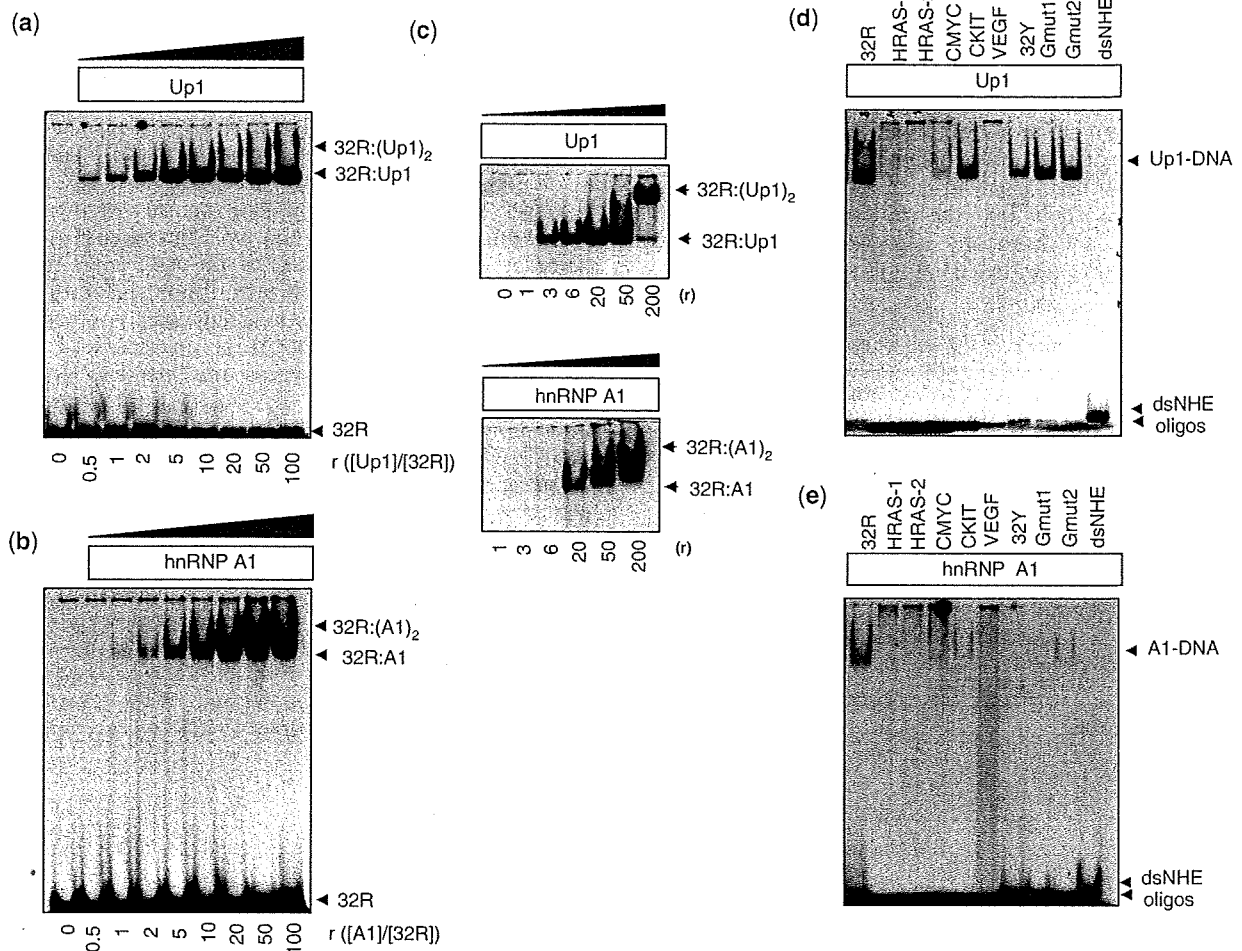 (a)
Up1
32R:(Up1)2
32R:Up1
32R
0 0.5 1 2 5 10 20 50 100 r ([Up1]/[32R])
(b)
hnRNP A1
32R:(A1)2
32R:A1
32R
0 0.5 1 2 5 10 20 50 100 r ([A1]/[32R])
(c)
Up1
32R:(Up1)2
32R:Up1
0 1 3 6 20 50 200 (r)
hnRNP A1
32R:(A1)2
32R:A1
1 3 6 20 50 200 (r)
(d)
32R HRAS- HRAS- CMYC CKIT VEGF 32Y Gmut1 Gmut2 dsNHE
Up1
Up1-DNA
dsNHE
oligos
(e)
32R HRAS-1 HRAS-2 CMYC CKIT VEGF 32Y Gmut1 Gmut2 dsNHE
hnRNP A1
A1-DNA
dsNHE
oligos